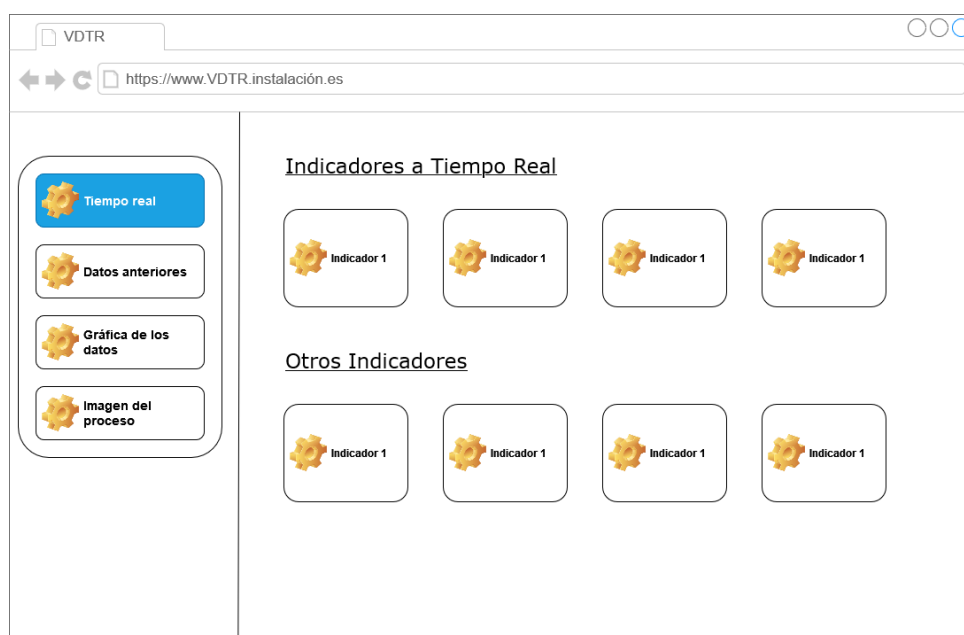 VDTR
https://www.VDTR.instalación.es
Tiempo real
Datos anteriores
Gráfica de los
datos
Imagen del
proceso
Indicadores a Tiempo Real
Indicador 1
Indicador 1
Indicador 1
Indicador 1
Otros Indicadores
Indicador 1
Indicador 1
Indicador 1
Indicador 1